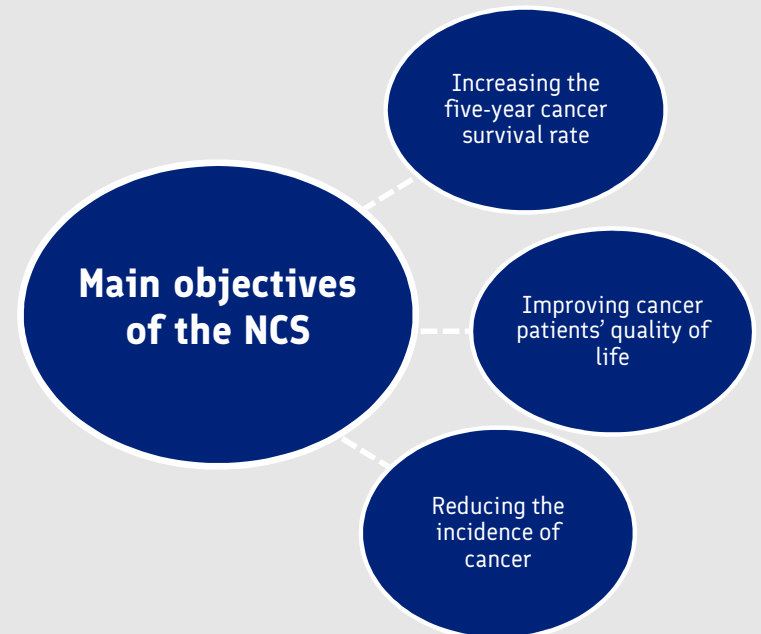 Increasing the
five-year cancer
survival rate
Main objectives
of the NCS
Improving cancer
patients’ quality of
life
Reducing the
incidence of
cancer